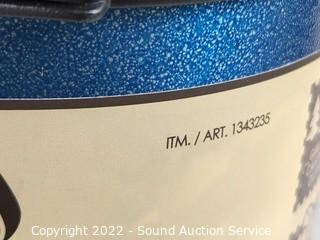 ITM. / ART. 1343235
Copyright 2022 - Sound Auction Service